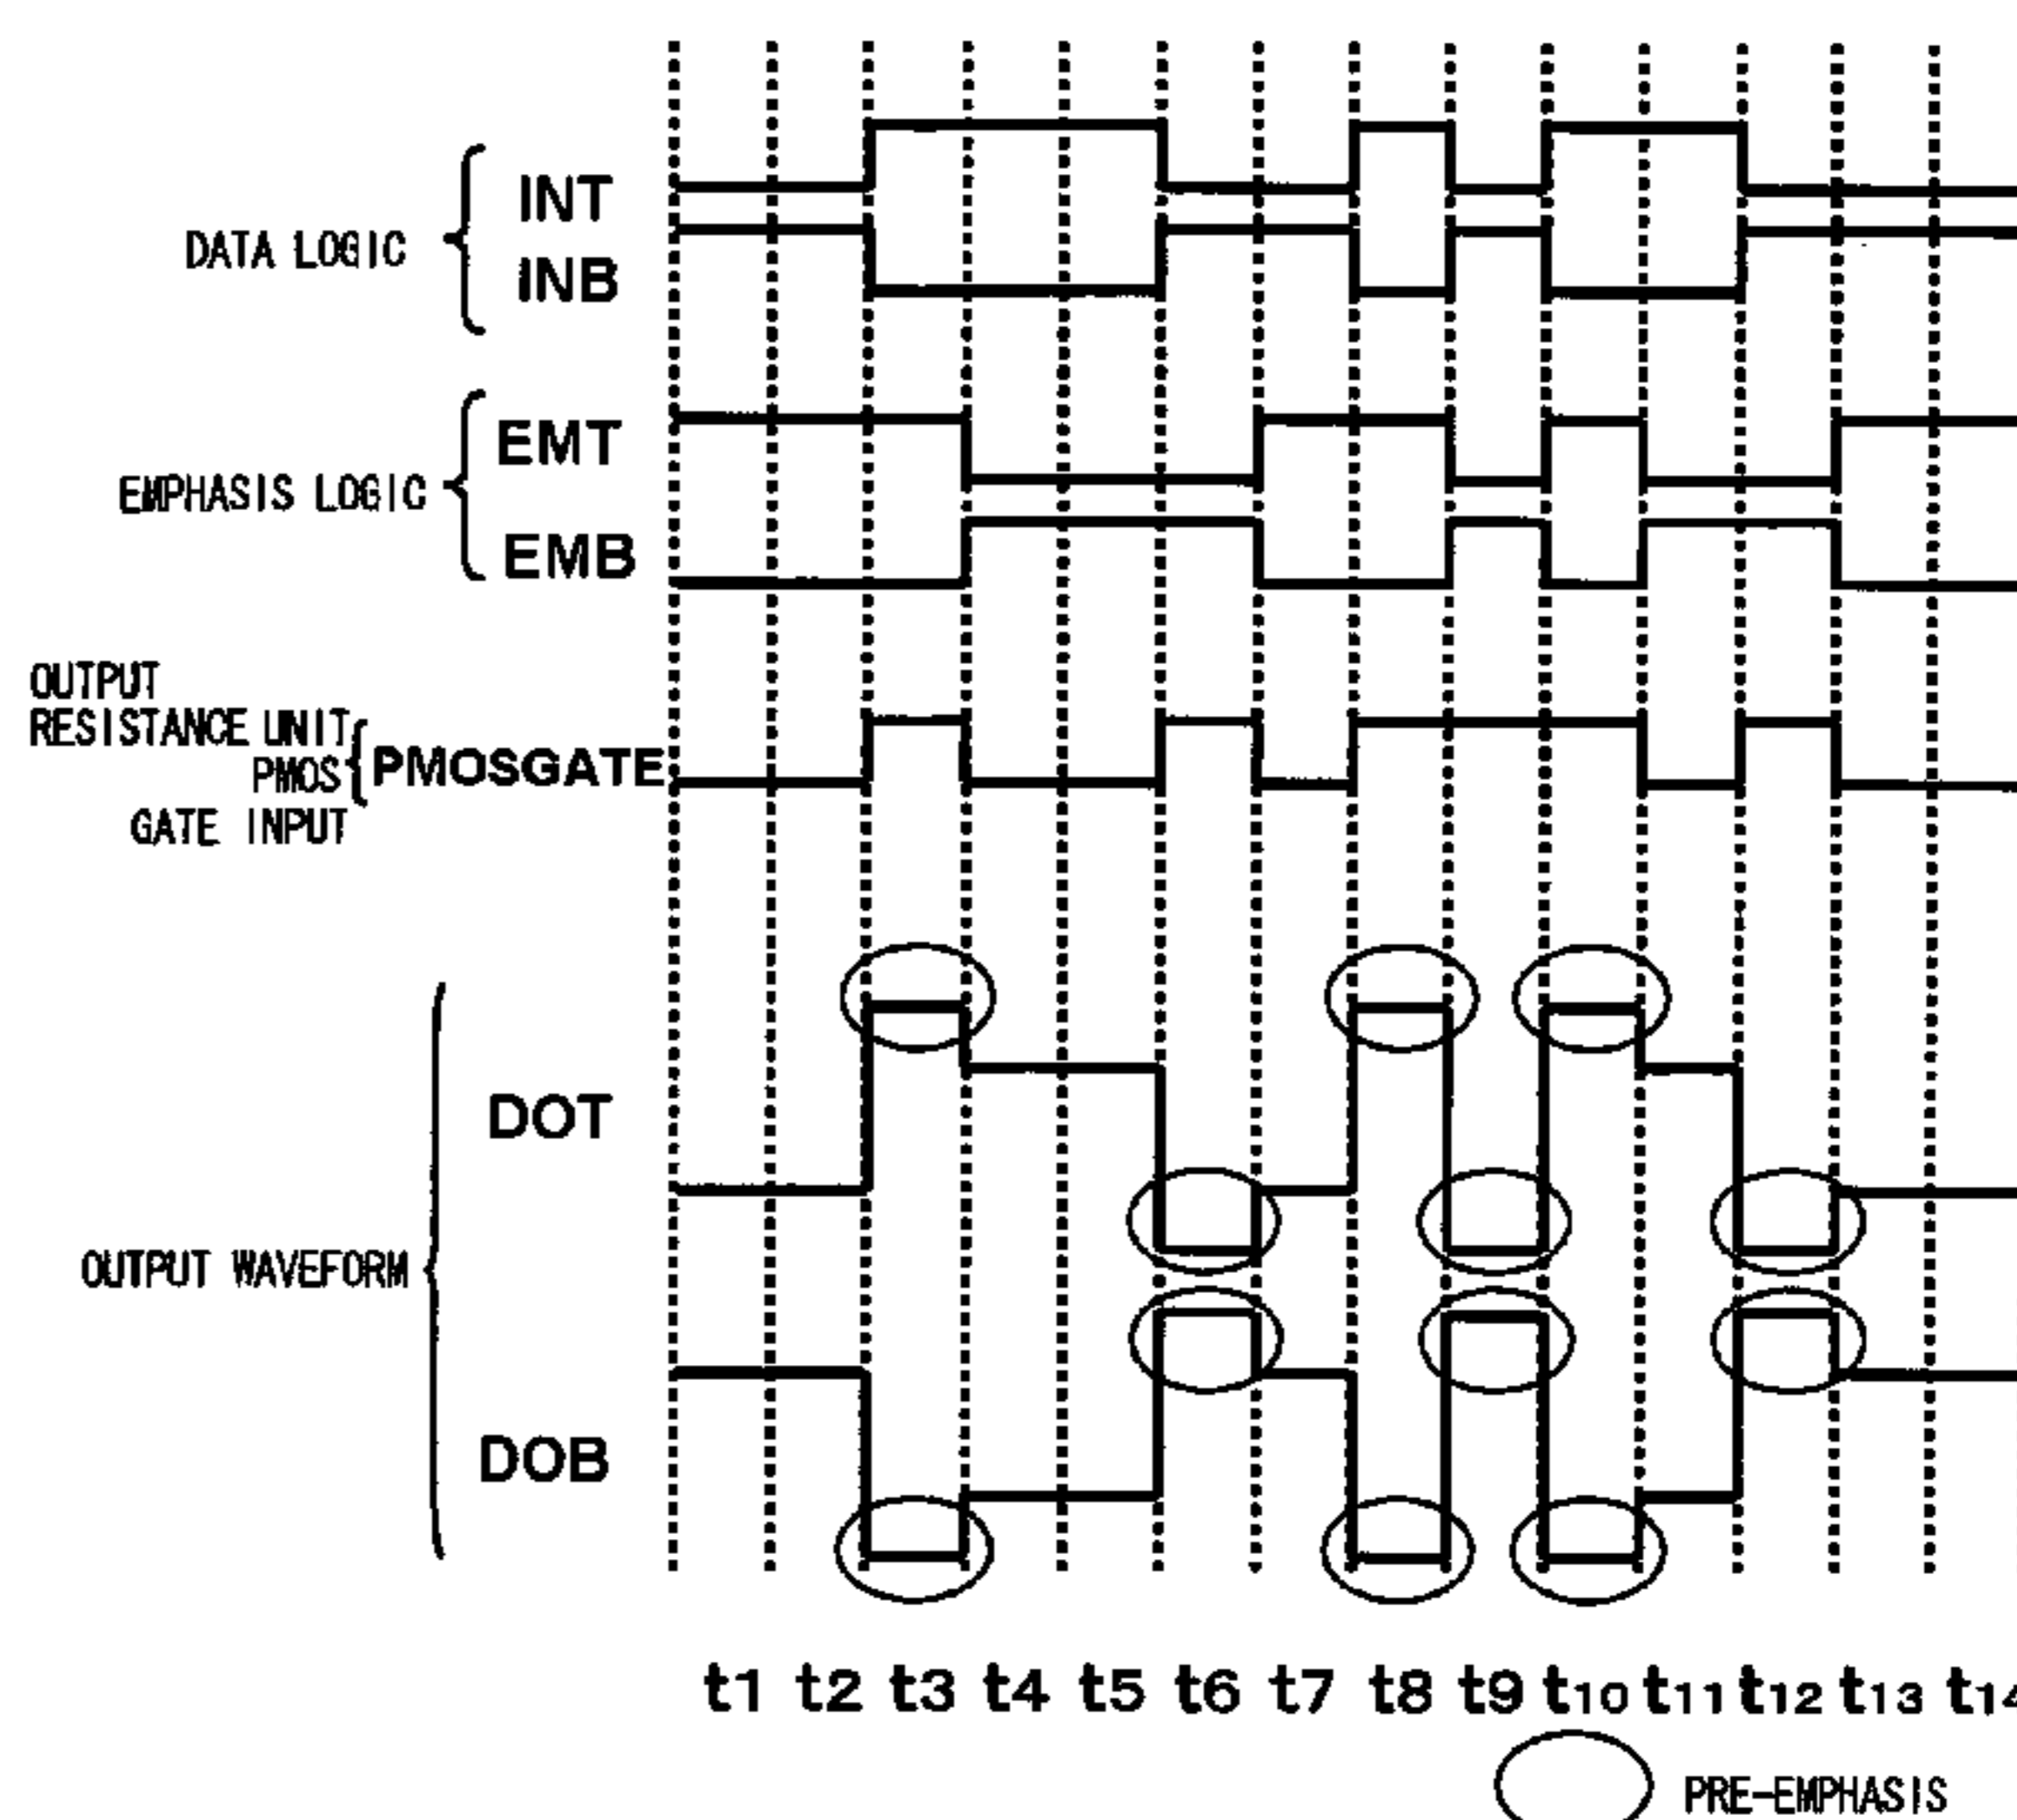 INT
DATA LOGIC
INB
EMT
EMPHASIS LOGIC
EMB
OUTPUT
RESISTANCE UNIT
PMOS
GATE INPUT
PMOSGATE
DOT
OUTPUT WAVEFORM
DOB
t1 t2 t3 t4 t5 t6 t7 t8 t9 t10 t11 t12 t13 t14
PRE-EMPHASIS